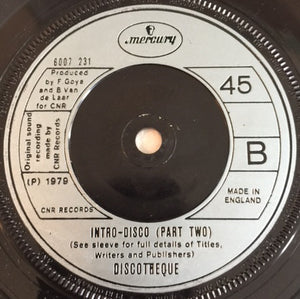 mercury
6007 231
Produced
by F. Goya
and B. Van
de Laar
for CNR
Original sound
recording
made by
CNR Records
(P) 1979
CNR RECORDS
45
B
MADE IN
ENGLAND
INTRO-DISCO (PART TWO)
(See sleeve for full details of Titles,
Writers and Publishers)
DISCOTHEQUE